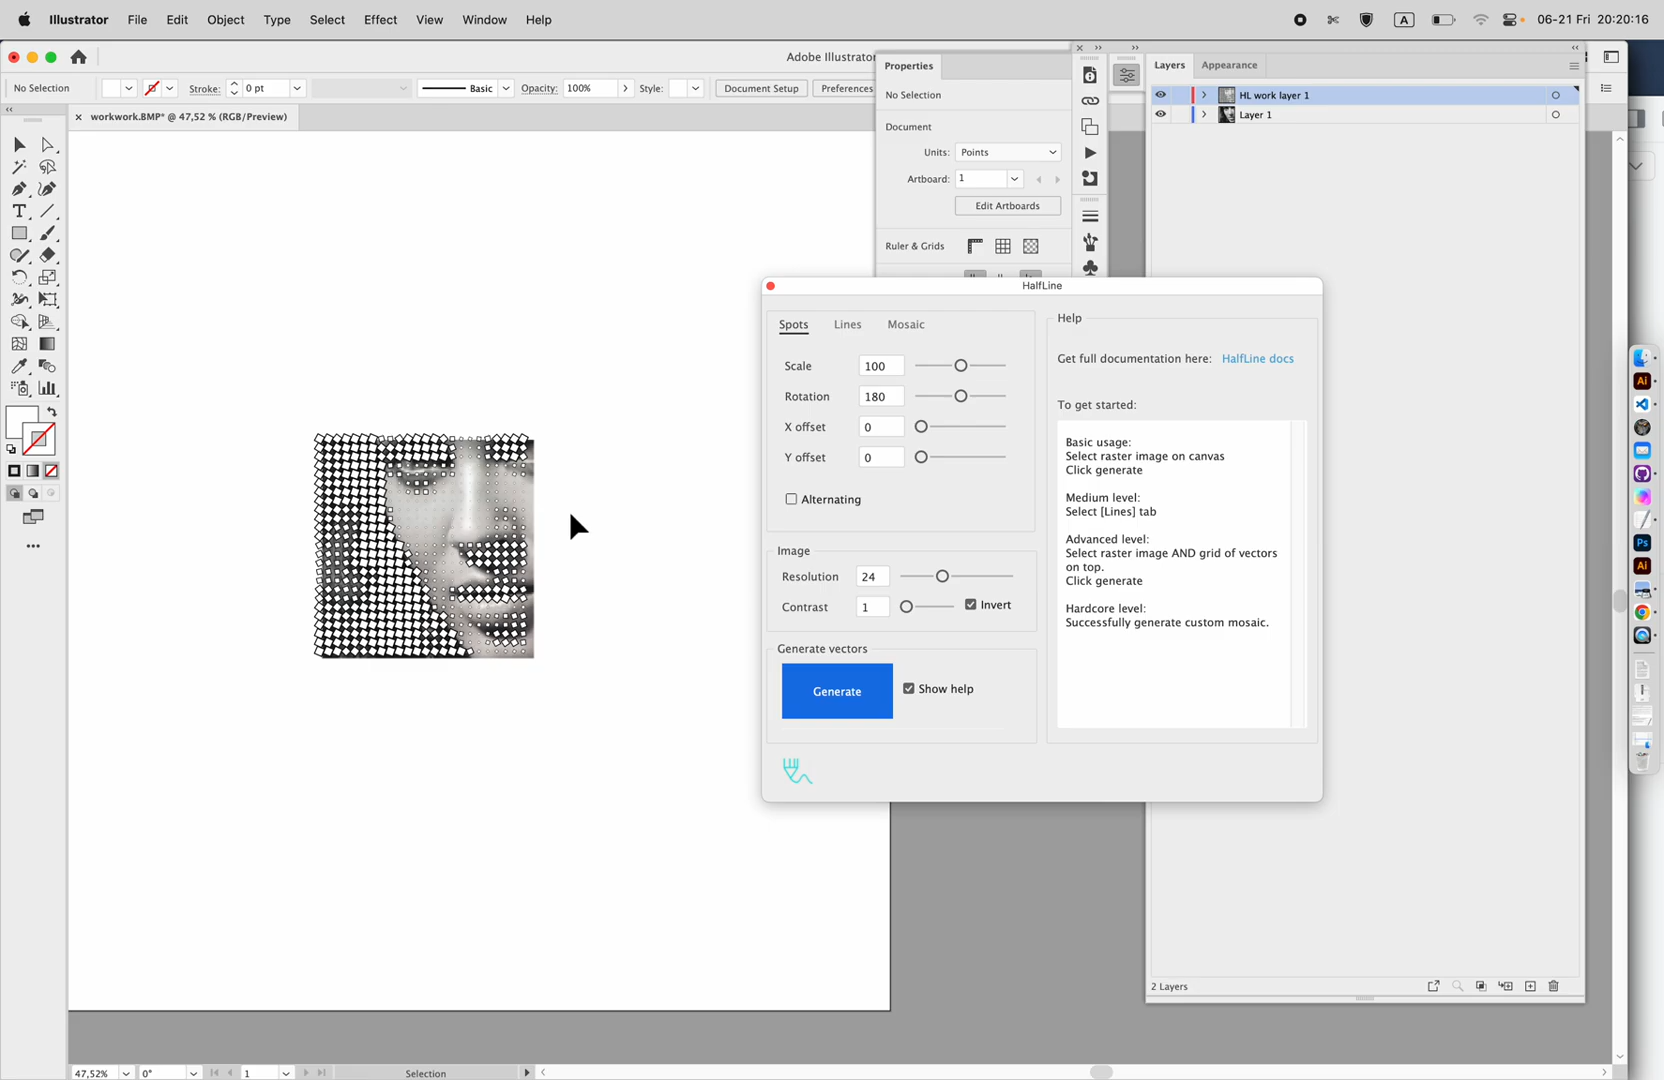 Illustrator File Edit Object Type Select Effect View Window Help
A
06-21 Fri 20:20:16
Adobe Illustrator
No Selection
Stroke:
0 pt
Basic
Opacity:
100%
Style:
Document Setup
Preferences
workwork.BMP* @ 47,52 % (RGB/Preview)
Properties
No Selection
Document
Units:
Points
Artboard:
1
Edit Artboards
Ruler & Grids
Layers
Appearance
HL work layer 1
Layer 1
HalfLine
Spots
Lines
Mosaic
Scale
100
Rotation
180
X offset
0
Y offset
0
Alternating
Image
Resolution
24
Contrast
1
Invert
Generate vectors
Generate
Show help
Help
Get full documentation here: HalfLine docs
To get started:
Basic usage:
Select raster image on canvas
Click generate
Medium level:
Select [Lines] tab
Advanced level:
Select raster image AND grid of vectors
on top.
Click generate
Hardcore level:
Successfully generate custom mosaic.
2 Layers
Ai
Ps
Ai
47,52%
0°
1
Selection